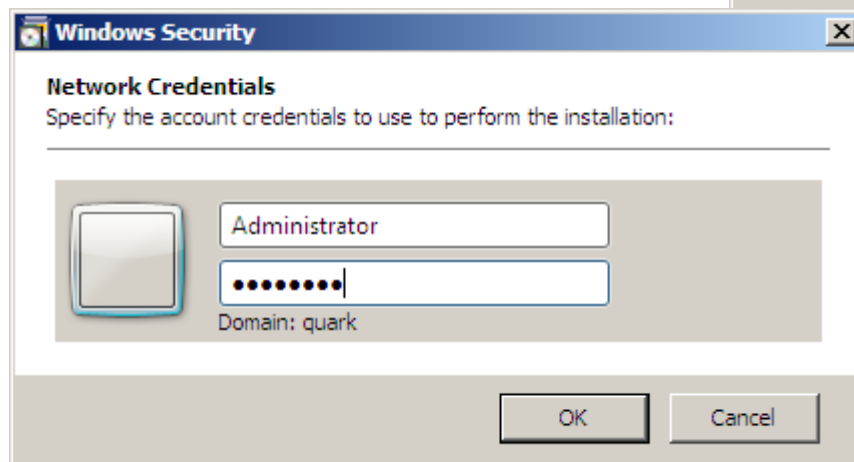 Windows Security
Network Credentials
Specify the account credentials to use to perform the installation:
Administrator
●●●●●●●●
Domain: quark
OK
Cancel